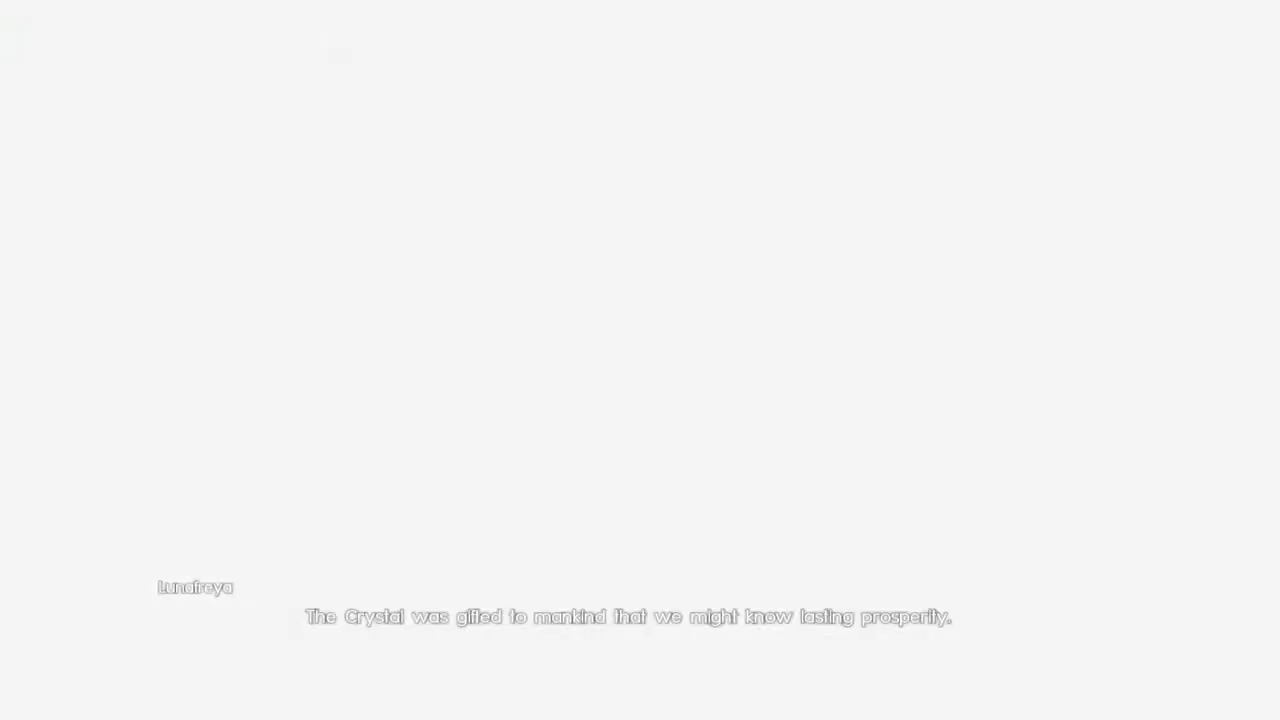 Lunafreya
The Crystal was gifted to mankind that we might know lasting prosperity.